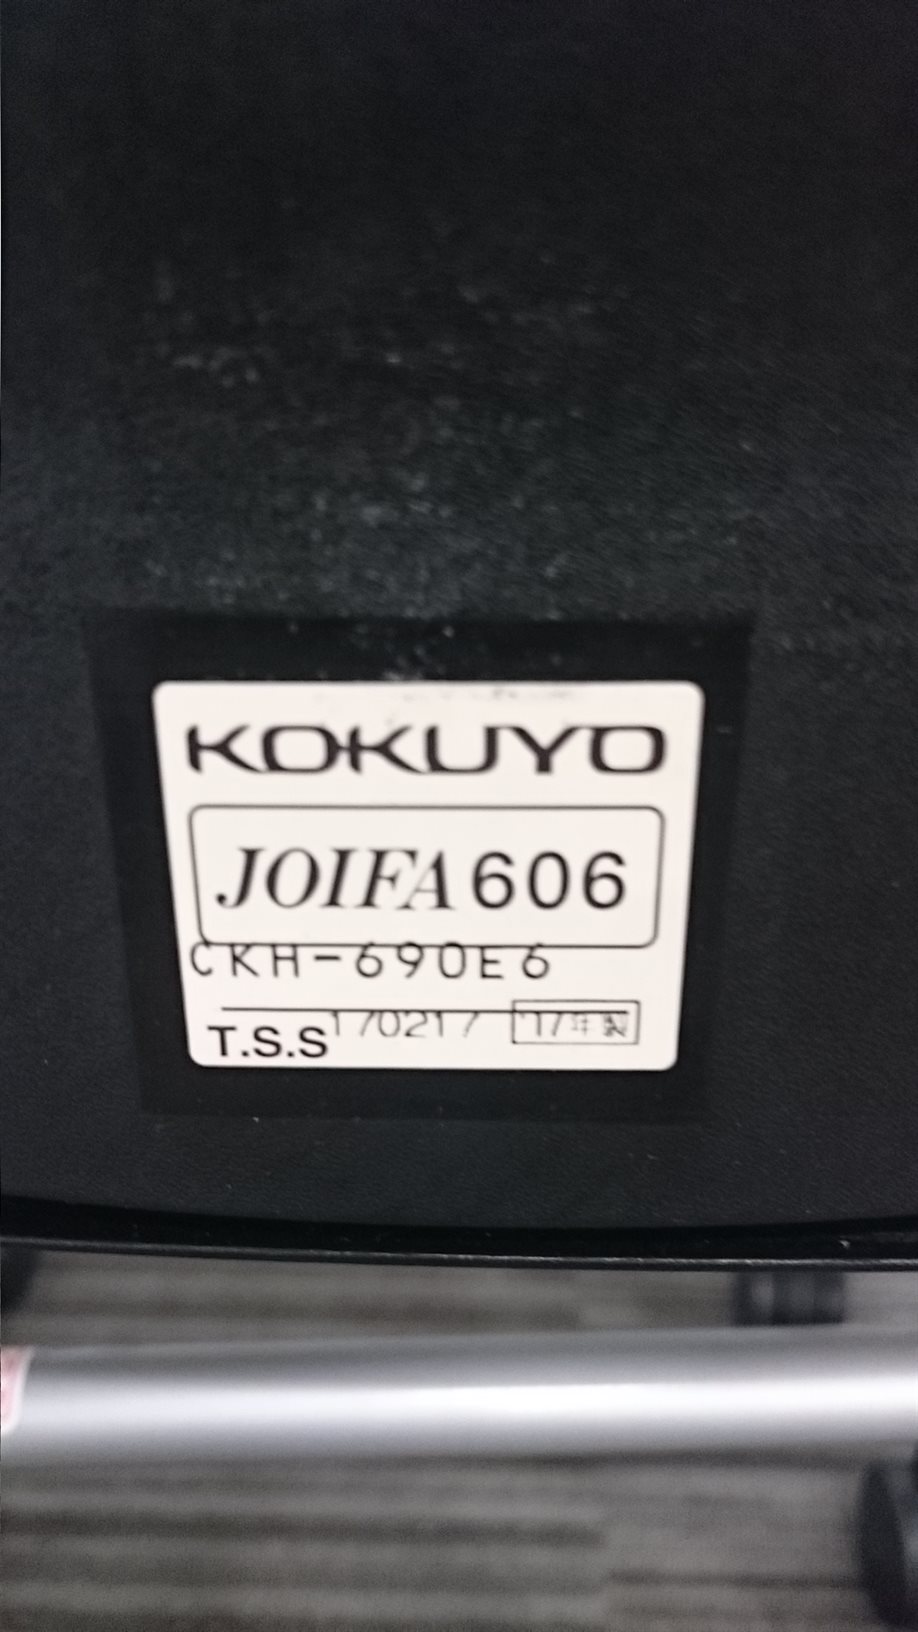 KOKUYO
JOIFA 606
CKH-690E6
T.S.S 170217 '17年製